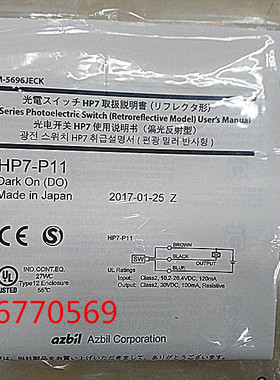 M-5696JECK
光電スイッチ HP7 取扱説明書（リフレクタ形）
Series Photoelectric Switch (Retroreflective Model) User's Manual
光电开关 HP7 使用说明书（偏光反射型）
광전 스위치 HP7 취급설명서 ( 편광 밀러 반사형 )
HP7-P11
Dark On (DO)
Made in Japan
2017-01-25 Z
HP7-P11
BROWN
SW
BLACK
BLUE
UL Ratings
Input: Class2, 10.2-26.4VDC, 120mA
Output: Class2, 30VDC, 100mA, Resistive
IND. CONT. EQ.
27WC
Type12 Enclosure
55℃
6770569
azbil Azbil Corporation